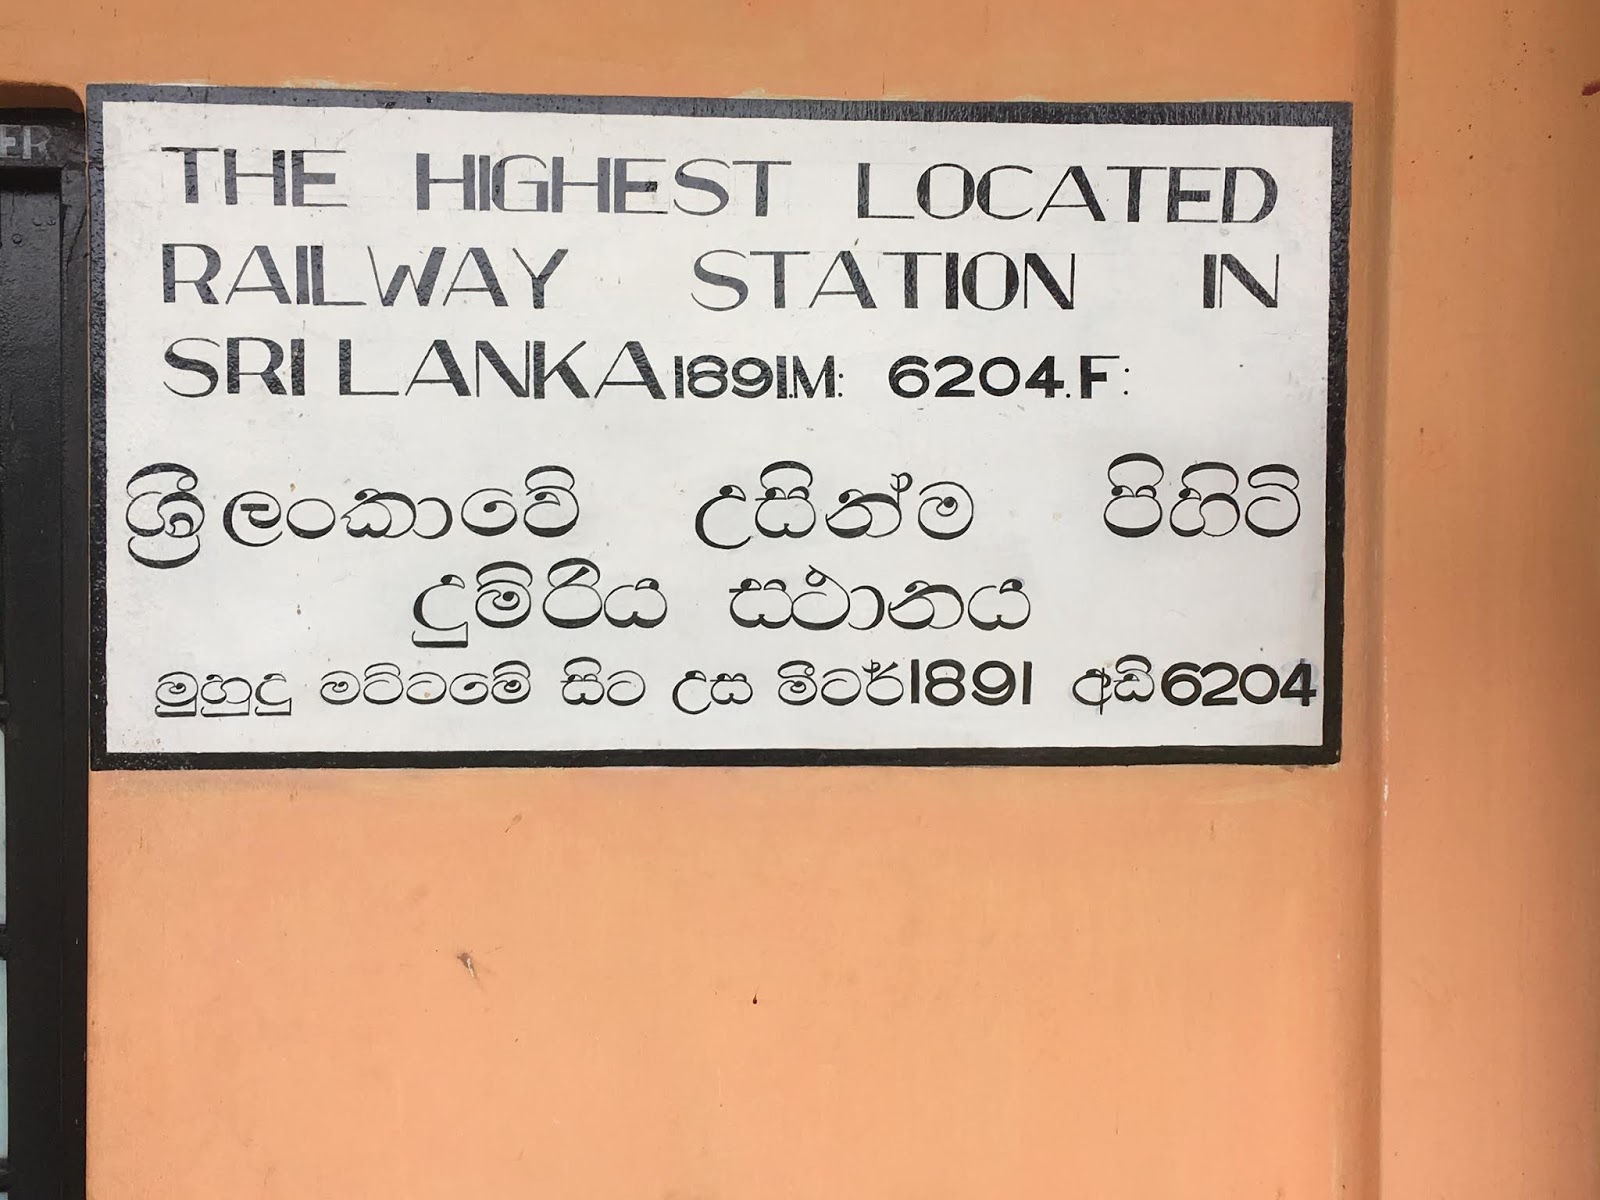 ER
THE HIGHEST LOCATED
RAILWAY STATION IN
SRI LANKA 1891.M: 6204.F:
ශ්‍රී ලංකාවේ උසින්ම පිහිටි
දුම්රිය ස්ථානය
මුහුදු මට්ටමේ සිට උස මීටර් 1891 අඩි 6204